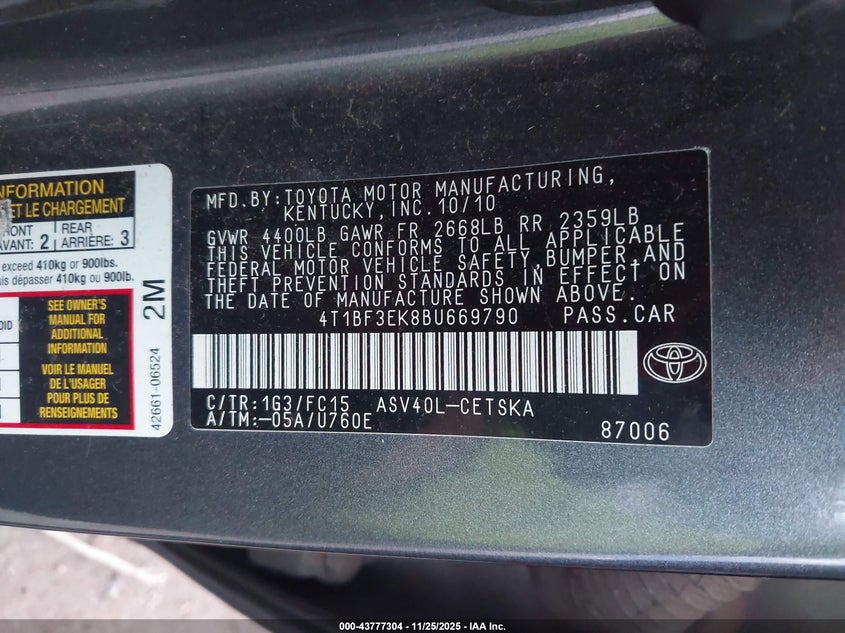 NFORMATION
ET LE CHARGEMENT
FRONT
AVANT: 2
REAR
ARRIÈRE: 3
exceed 410kg or 900lbs.
dépasser 410kg ou 900lb.
SEE OWNER'S
MANUAL FOR
ADDITIONAL
INFORMATION
VOIR LE MANUEL
DE L'USAGER
POUR PLUS
DE RENSEIGNEMENTS
2M
42661-06524
MFD.BY:TOYOTA MOTOR MANUFACTURING,
KENTUCKY,INC.10/10
GVWR 4400LB GAWR FR 2668LB RR 2359LB
THIS VEHICLE CONFORMS TO ALL APPLICABLE
FEDERAL MOTOR VEHICLE SAFETY,BUMPER,AND
THEFT PREVENTION STANDARDS IN EFFECT ON
THE DATE OF MANUFACTURE SHOWN ABOVE.
4T1BF3EK8BU669790 PASS.CAR
C/TR:1G3/FC15 ASV40L-CETSKA
A/TM:-05A/U760E
87006
000-43777304 | 11/25/2025 - IAA Inc.